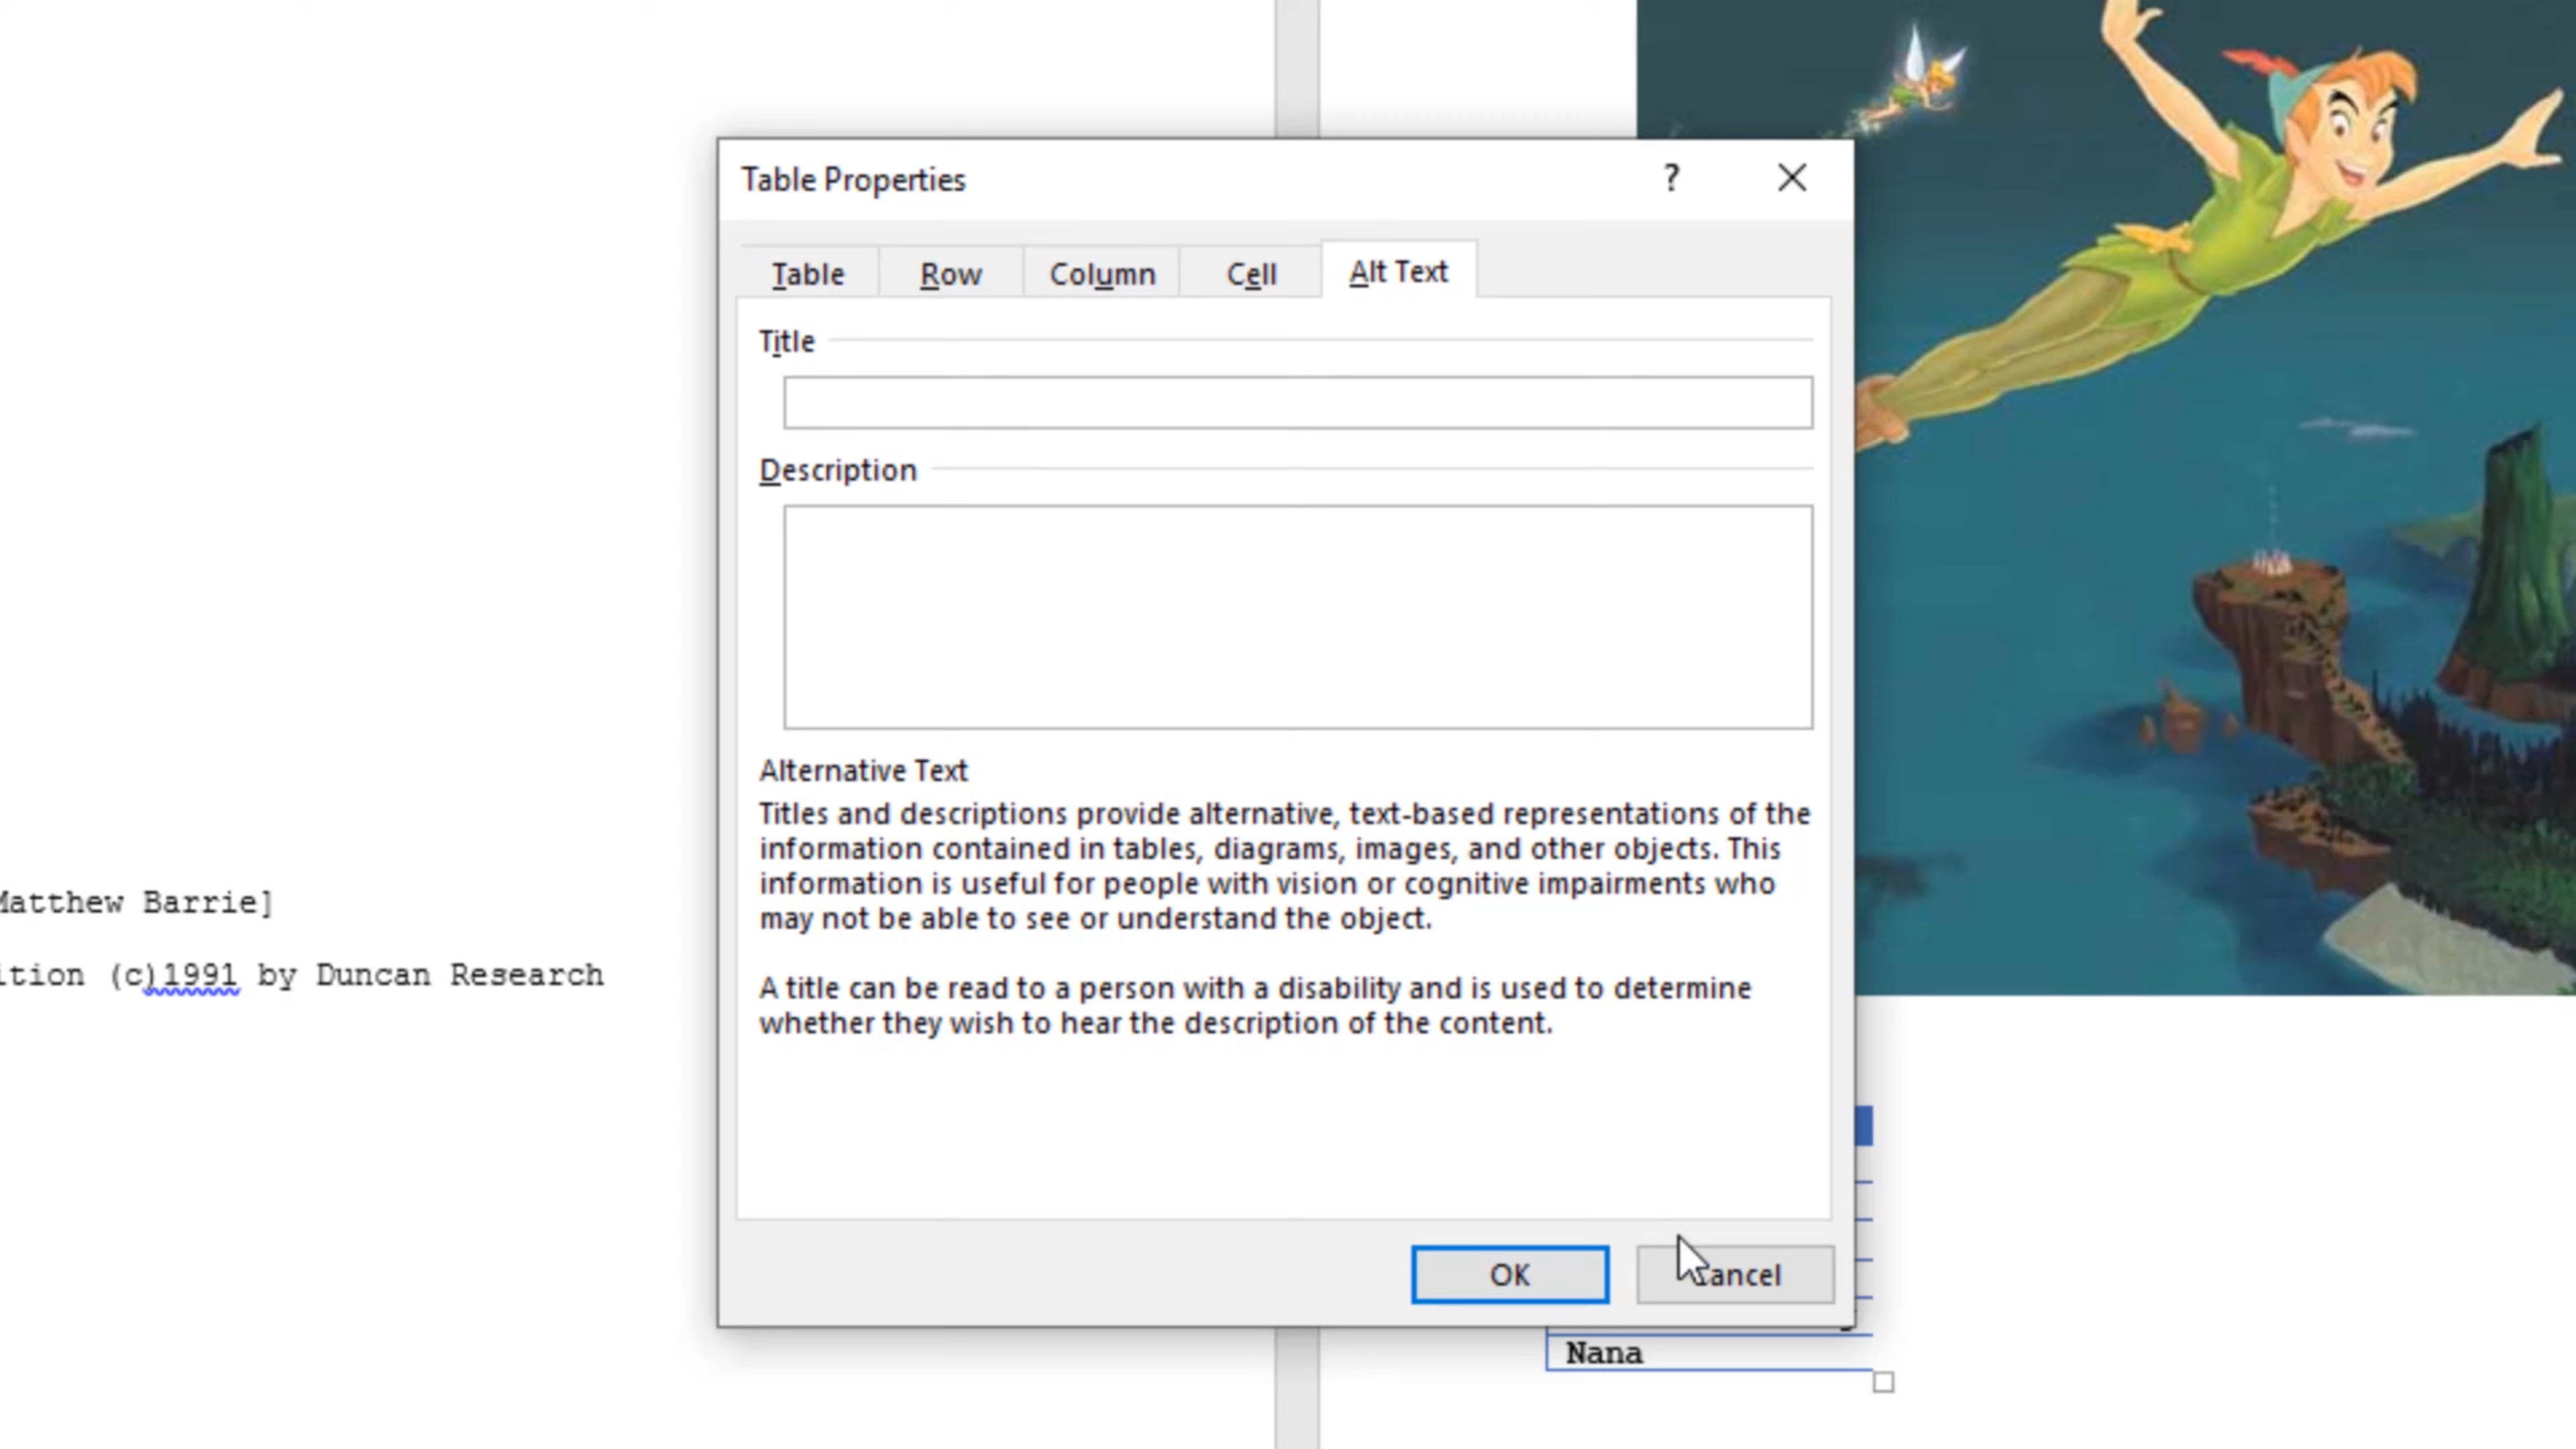 Table Properties
?
Table Row Column Cell Alt Text
Title
Description
Alternative Text
Titles and descriptions provide alternative, text-based representations of the
information contained in tables, diagrams, images, and other objects. This
information is useful for people with vision or cognitive impairments who
may not be able to see or understand the object.
A title can be read to a person with a disability and is used to determine
whether they wish to hear the description of the content.
OK
Matthew Barrie]
(c)1991 by Duncan Research
Nana